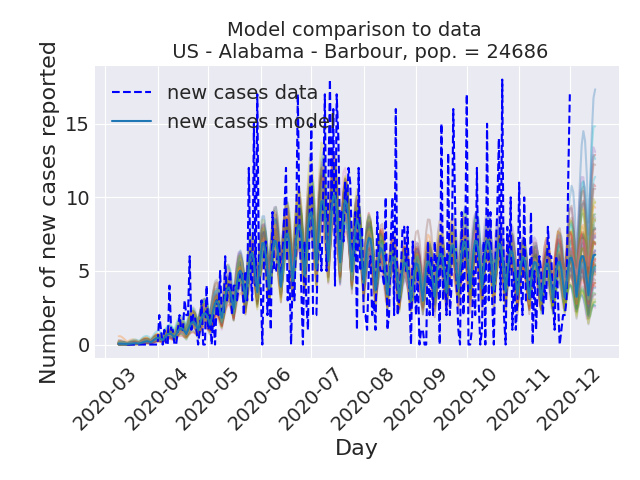 Model comparison to data
US - Alabama - Barbour, pop. = 24686
Number of new cases reported
15
10
5
0
new cases data
new cases model
2020-03
2020-04
2020-05
2020-06
2020-07
2020-08
2020-09
2020-10
2020-11
2020-12
Day